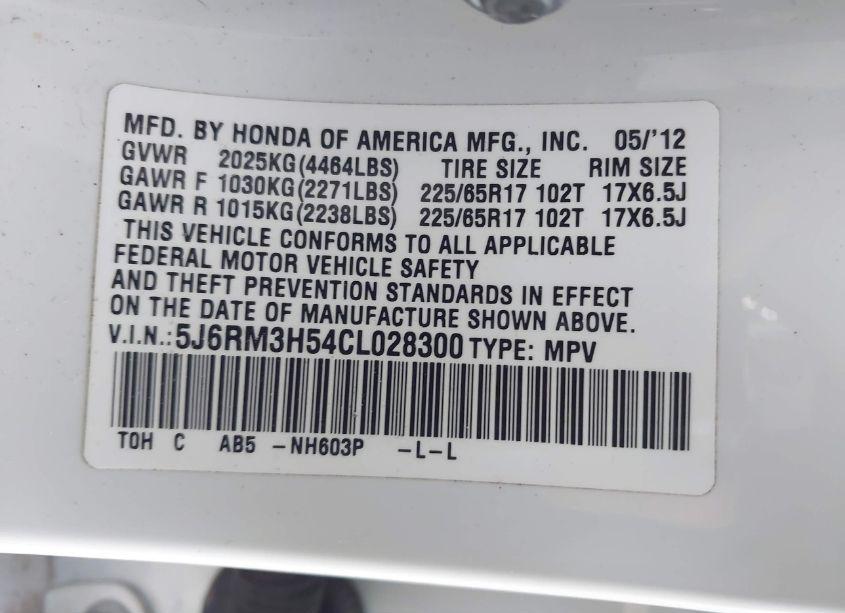 MFD. BY HONDA OF AMERICA MFG., INC. 05/'12
GVWR 2025KG(4464LBS) TIRE SIZE RIM SIZE
GAWR F 1030KG(2271LBS) 225/65R17 102T 17X6.5J
GAWR R 1015KG(2238LBS) 225/65R17 102T 17X6.5J
THIS VEHICLE CONFORMS TO ALL APPLICABLE
FEDERAL MOTOR VEHICLE SAFETY
AND THEFT PREVENTION STANDARDS IN EFFECT
ON THE DATE OF MANUFACTURE SHOWN ABOVE.
V.I.N.:5J6RM3H54CL028300 TYPE: MPV
T0H C AB5 -NH603P -L-L